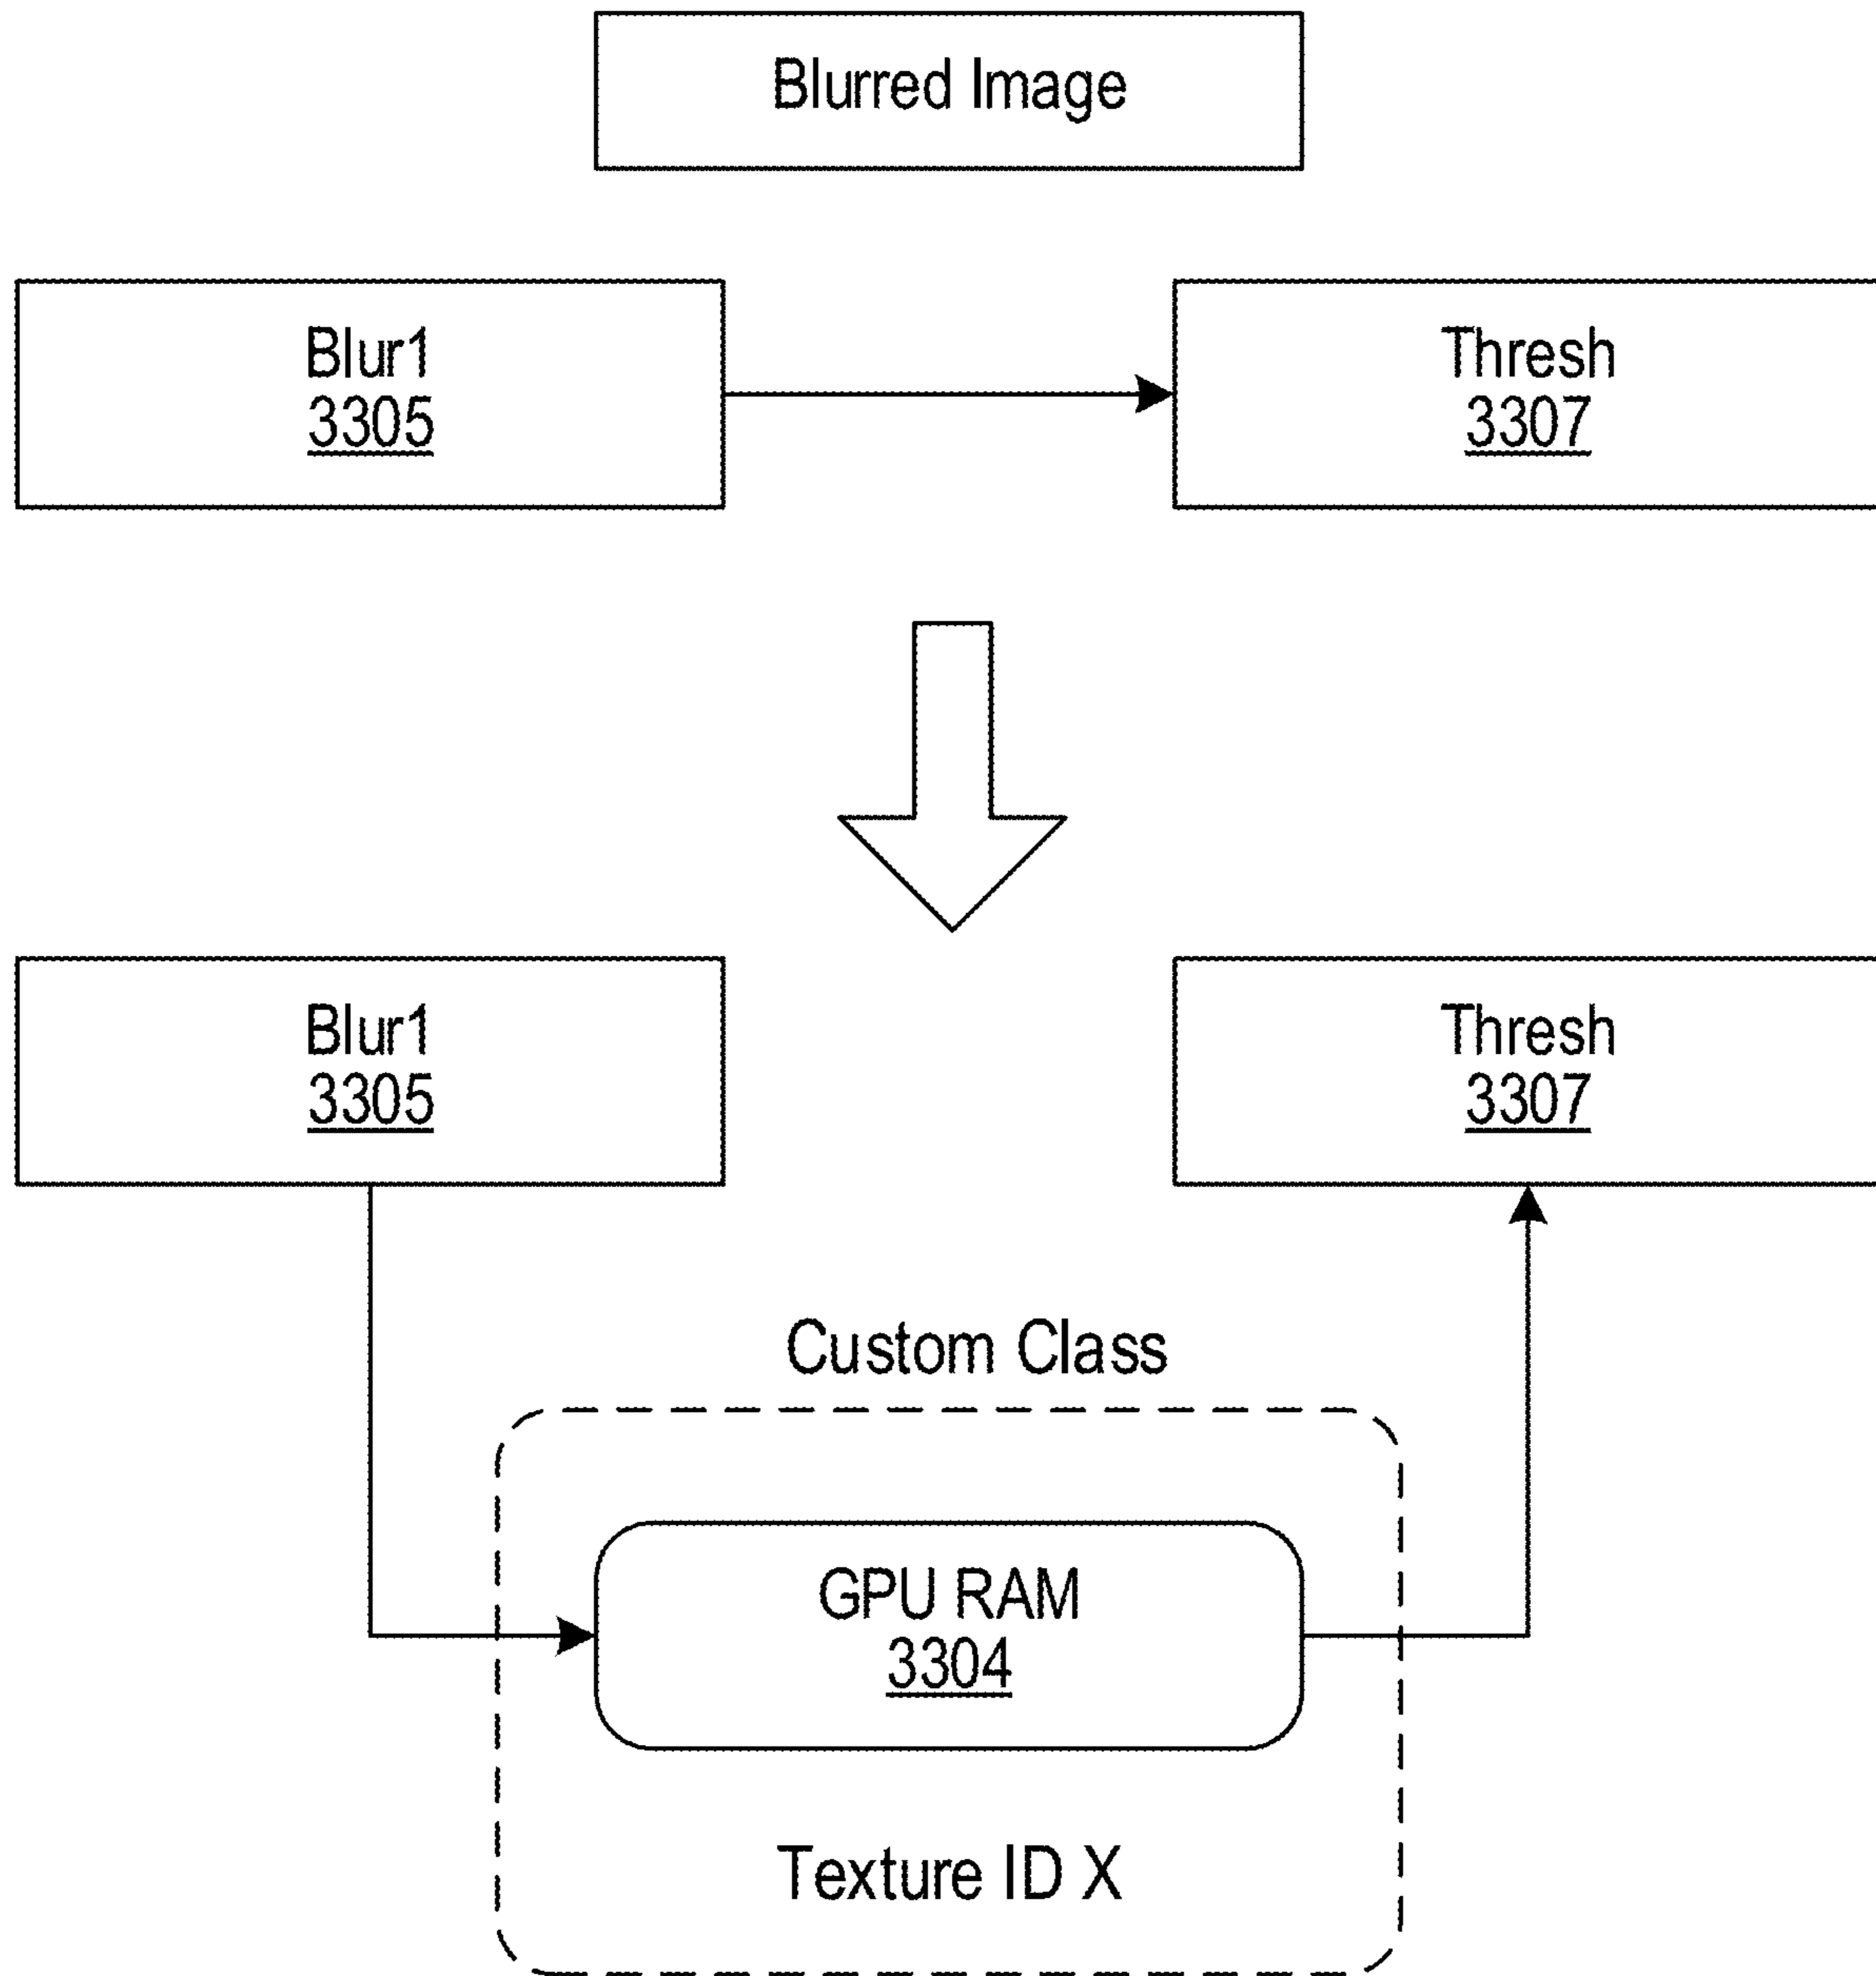 Blurred Image
Blur1
3305
Thresh
3307
Blur1
3305
Thresh
3307
Custom Class
GPU RAM
3304
Texture ID X